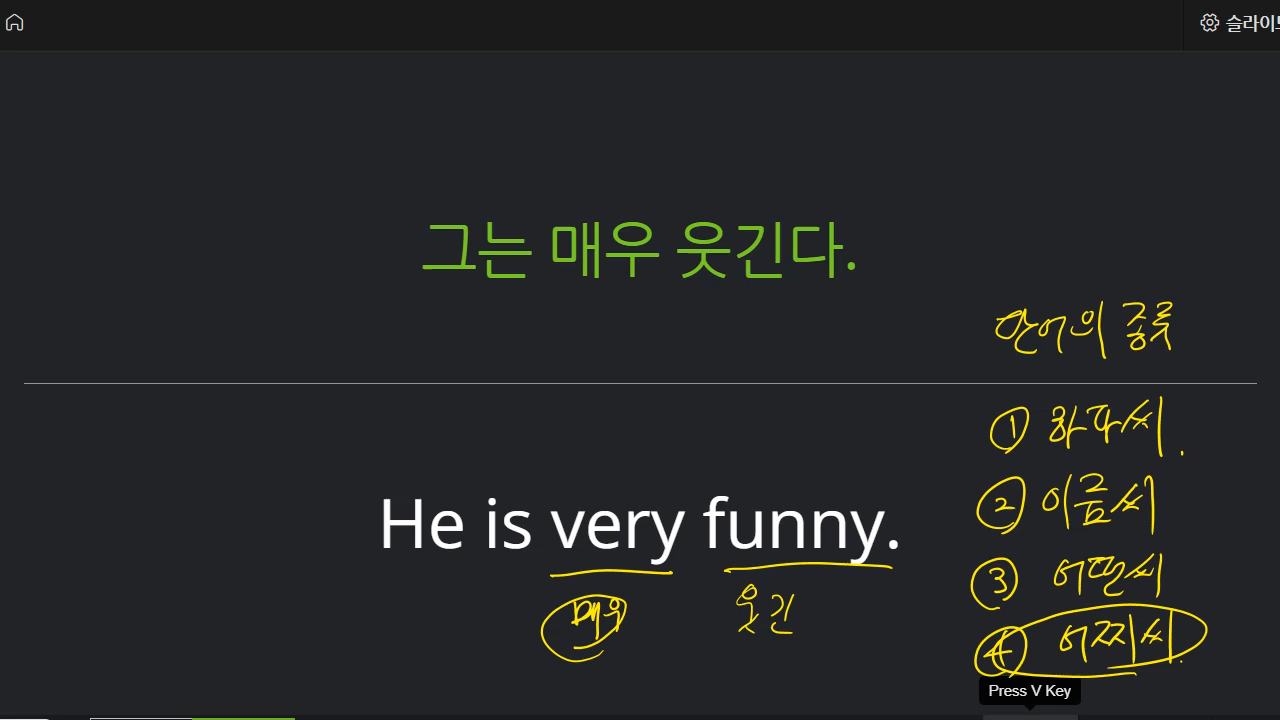 슬라이드
그는 매우 웃긴다.
단어의 종류
① 하다씨.
② 이름씨
He is very funny.
③ 어떤씨
매우 웃긴
④ 어찌씨.
Press V Key